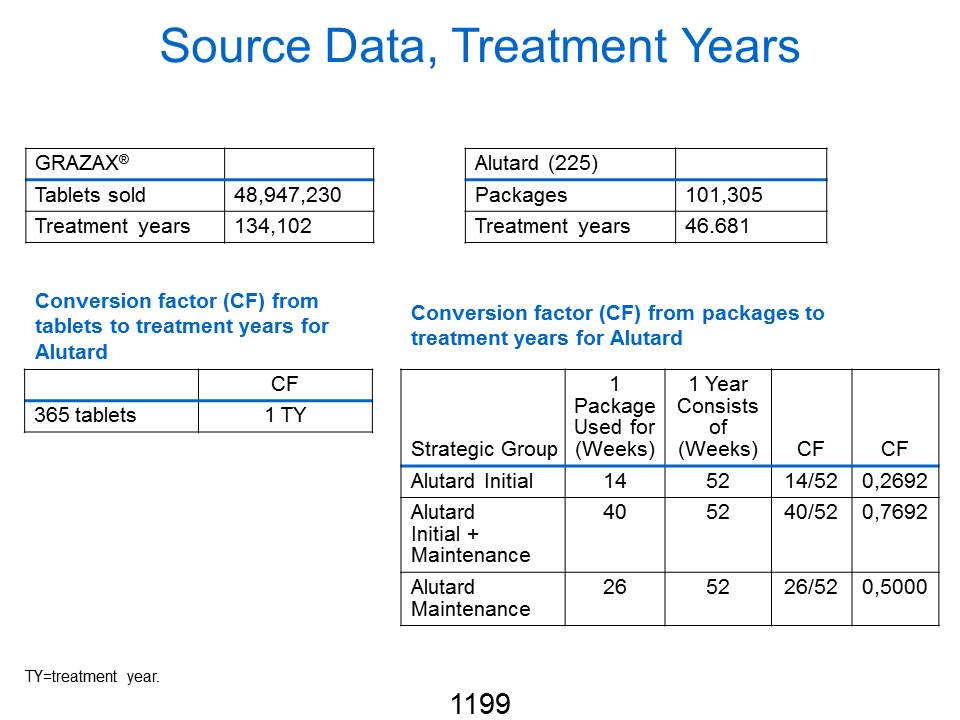 Source Data, Treatment Years
GRAZAX®
Tablets sold 48,947,230
Treatment years 134,102
Alutard (225)
Packages 101,305
Treatment years 46.681
Conversion factor (CF) from
tablets to treatment years for
Alutard
CF
365 tablets 1 TY
Conversion factor (CF) from packages to
treatment years for Alutard
Strategic Group
1
Package
Used for
(Weeks)
1 Year
Consists
of
(Weeks)
CF
CF
Alutard Initial 14 52 14/52 0,2692
Alutard 40 52 40/52 0,7692
Initial +
Maintenance
Alutard 26 52 26/52 0,5000
Maintenance
TY=treatment year.
1199